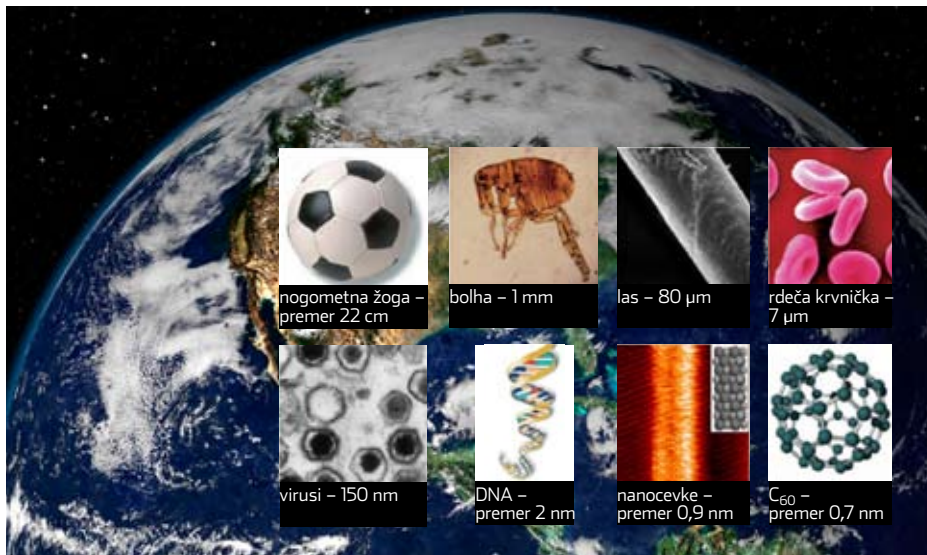 nogometna žoga –
premer 22 cm
bolha – 1 mm
las – 80 µm
rdeča krvnička –
7 µm
virusi – 150 nm
DNA –
premer 2 nm
nanocevke –
premer 0,9 nm
C₆₀ –
premer 0,7 nm